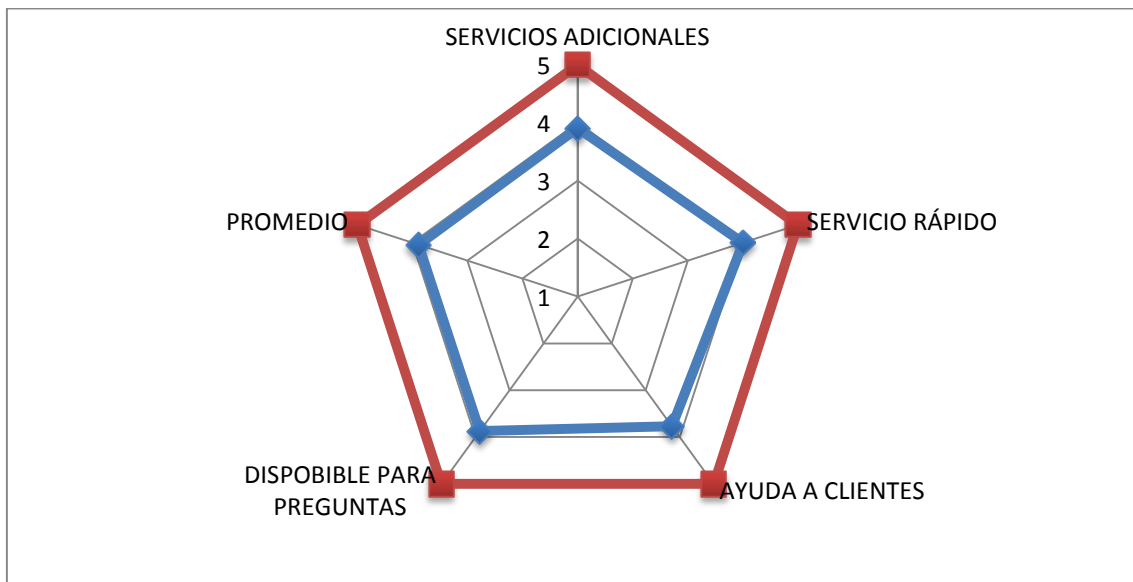 SERVICIOS ADICIONALES
5
4
3
2
1
PROMEDIO
SERVICIO RÁPIDO
DISPOBIBLE PARA
PREGUNTAS
AYUDA A CLIENTES